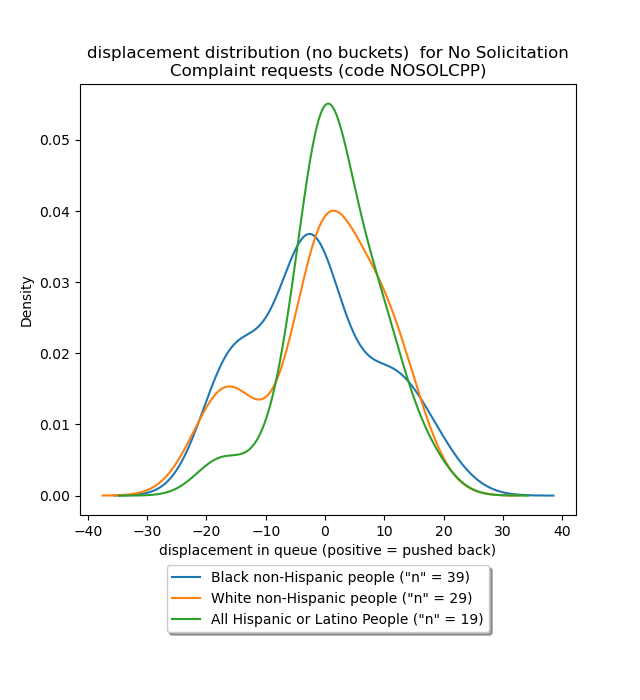 displacement distribution (no buckets)  for No Solicitation
Complaint requests (code NOSOLCPP)
0.05
0.04
0.03
0.02
0.01
0.00
Density
−40 −30 −20 −10 0 10 20 30 40
displacement in queue (positive = pushed back)
Black non-Hispanic people ("n" = 39)
White non-Hispanic people ("n" = 29)
All Hispanic or Latino People ("n" = 19)